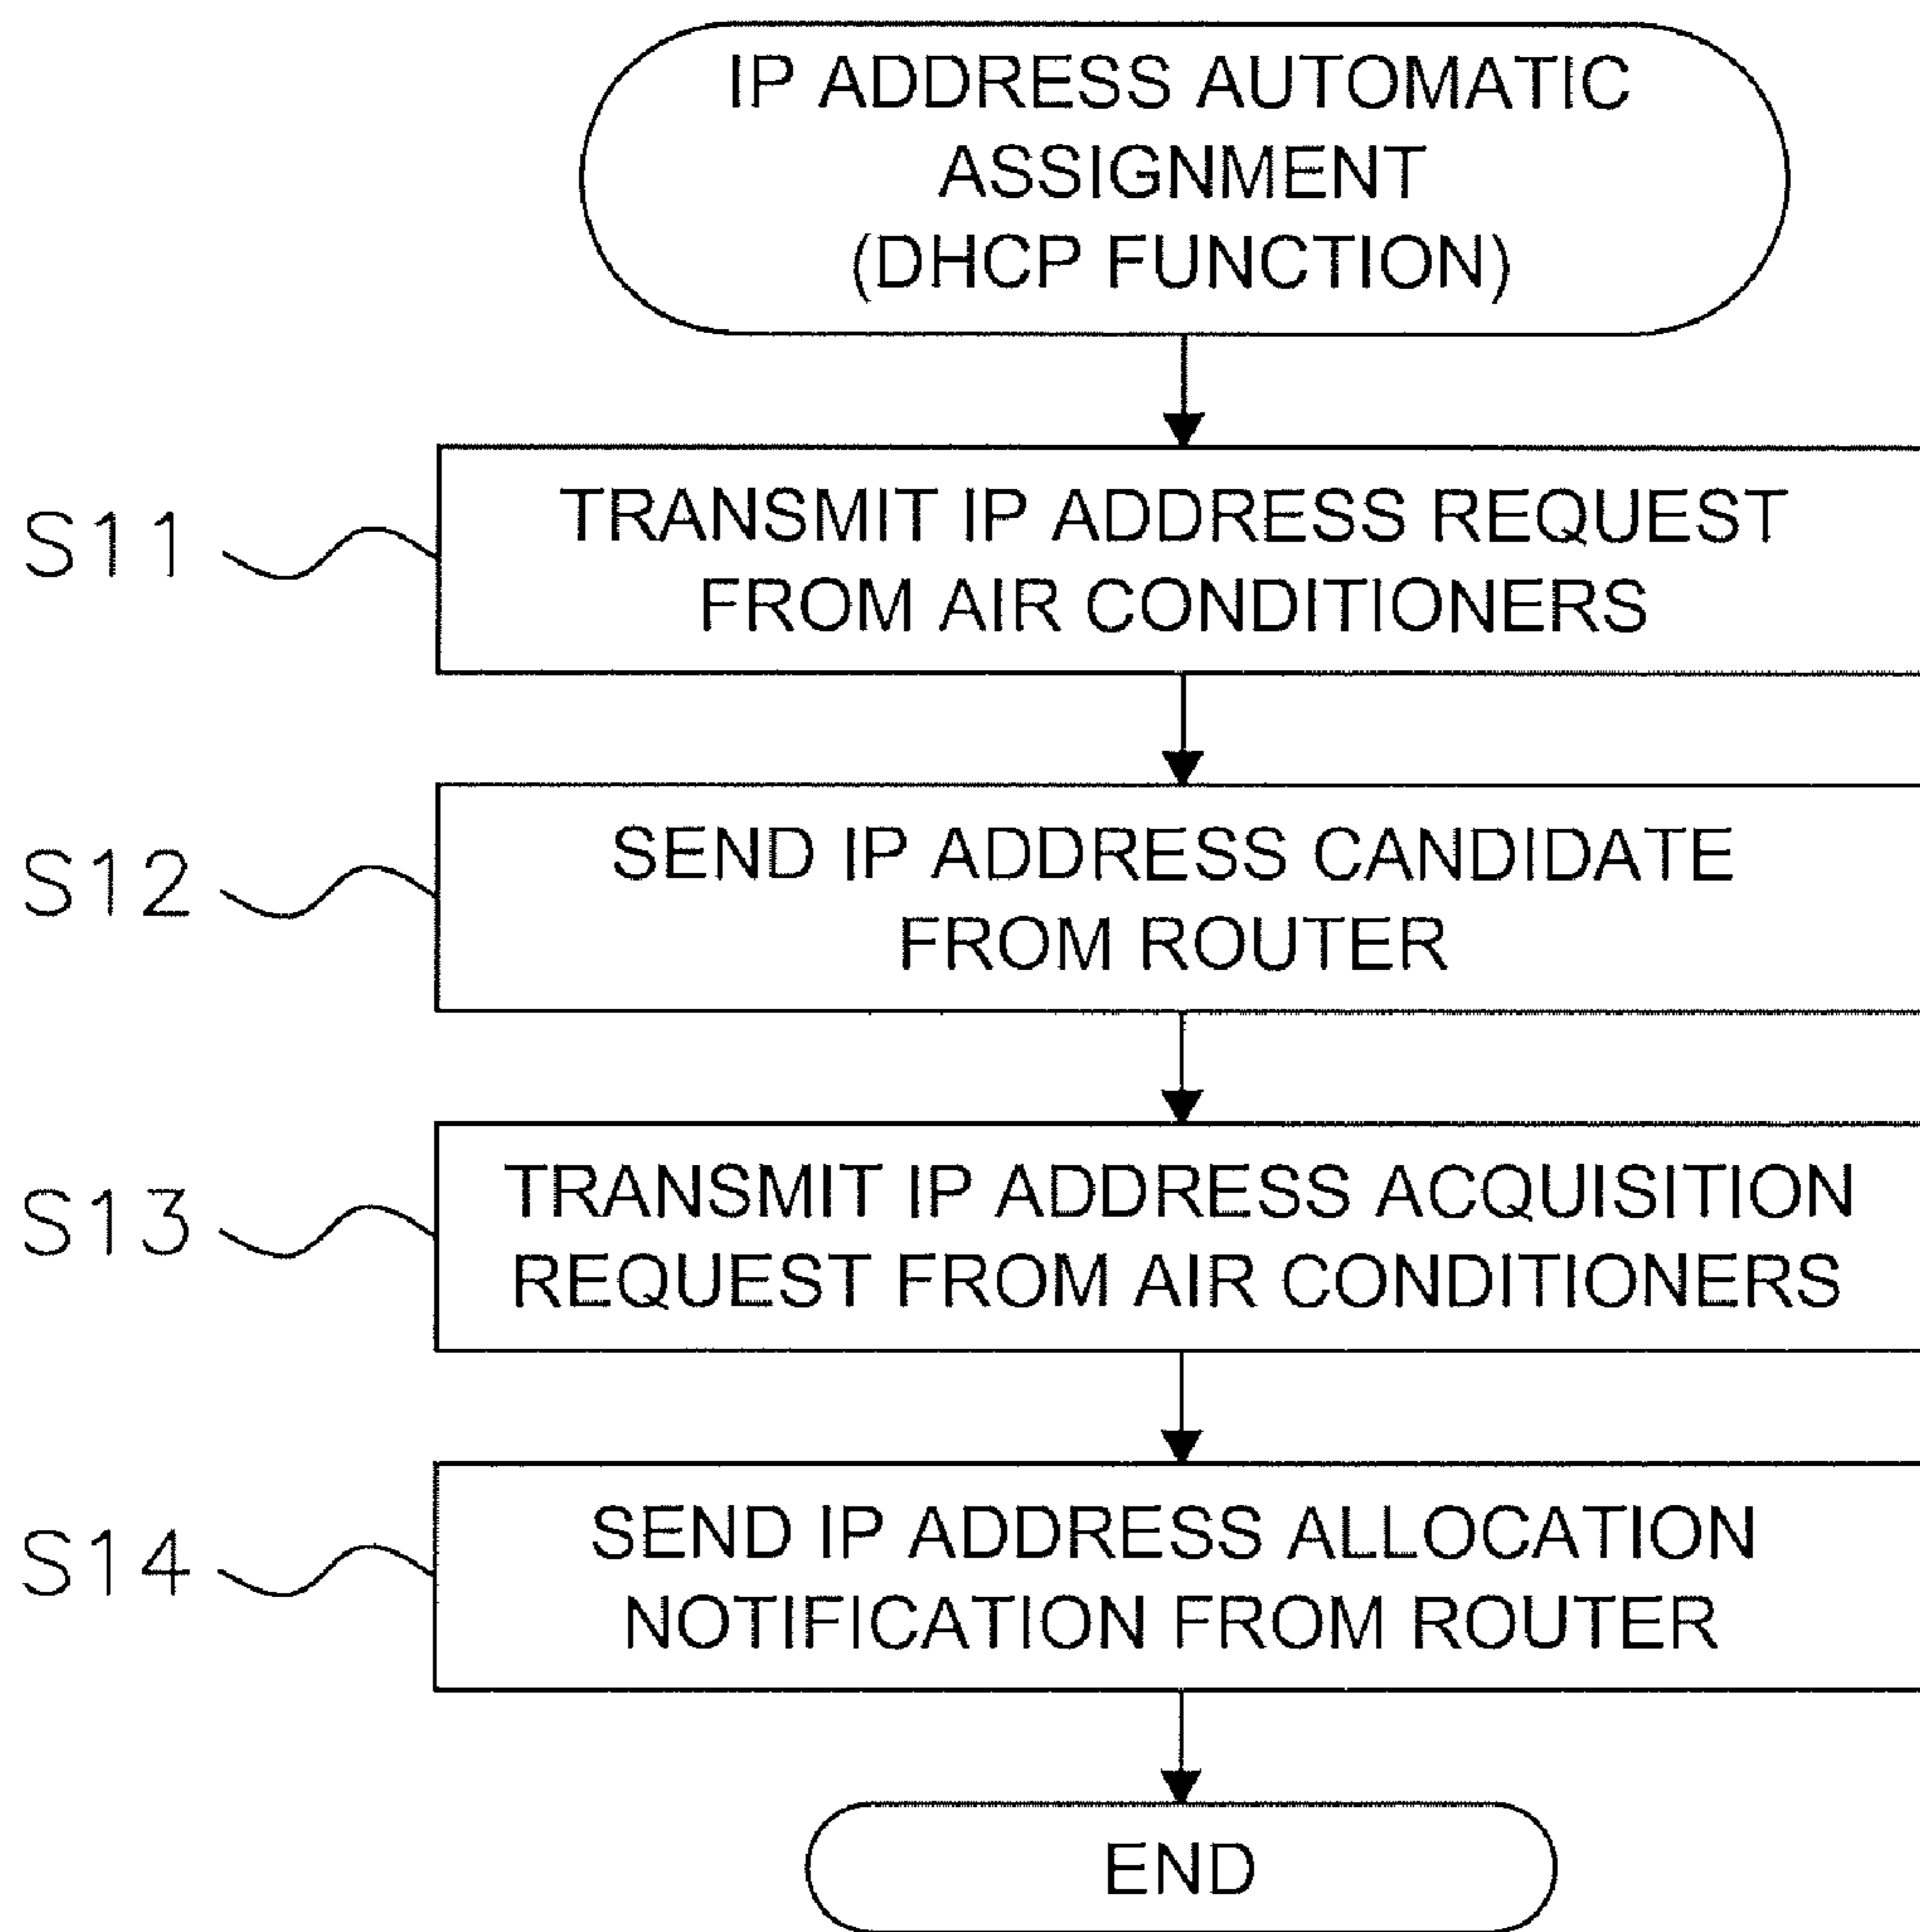 IP ADDRESS AUTOMATIC
ASSIGNMENT
(DHCP FUNCTION)
S11
TRANSMIT IP ADDRESS REQUEST
FROM AIR CONDITIONERS
S12
SEND IP ADDRESS CANDIDATE
FROM ROUTER
S13
TRANSMIT IP ADDRESS ACQUISITION
REQUEST FROM AIR CONDITIONERS
S14
SEND IP ADDRESS ALLOCATION
NOTIFICATION FROM ROUTER
END